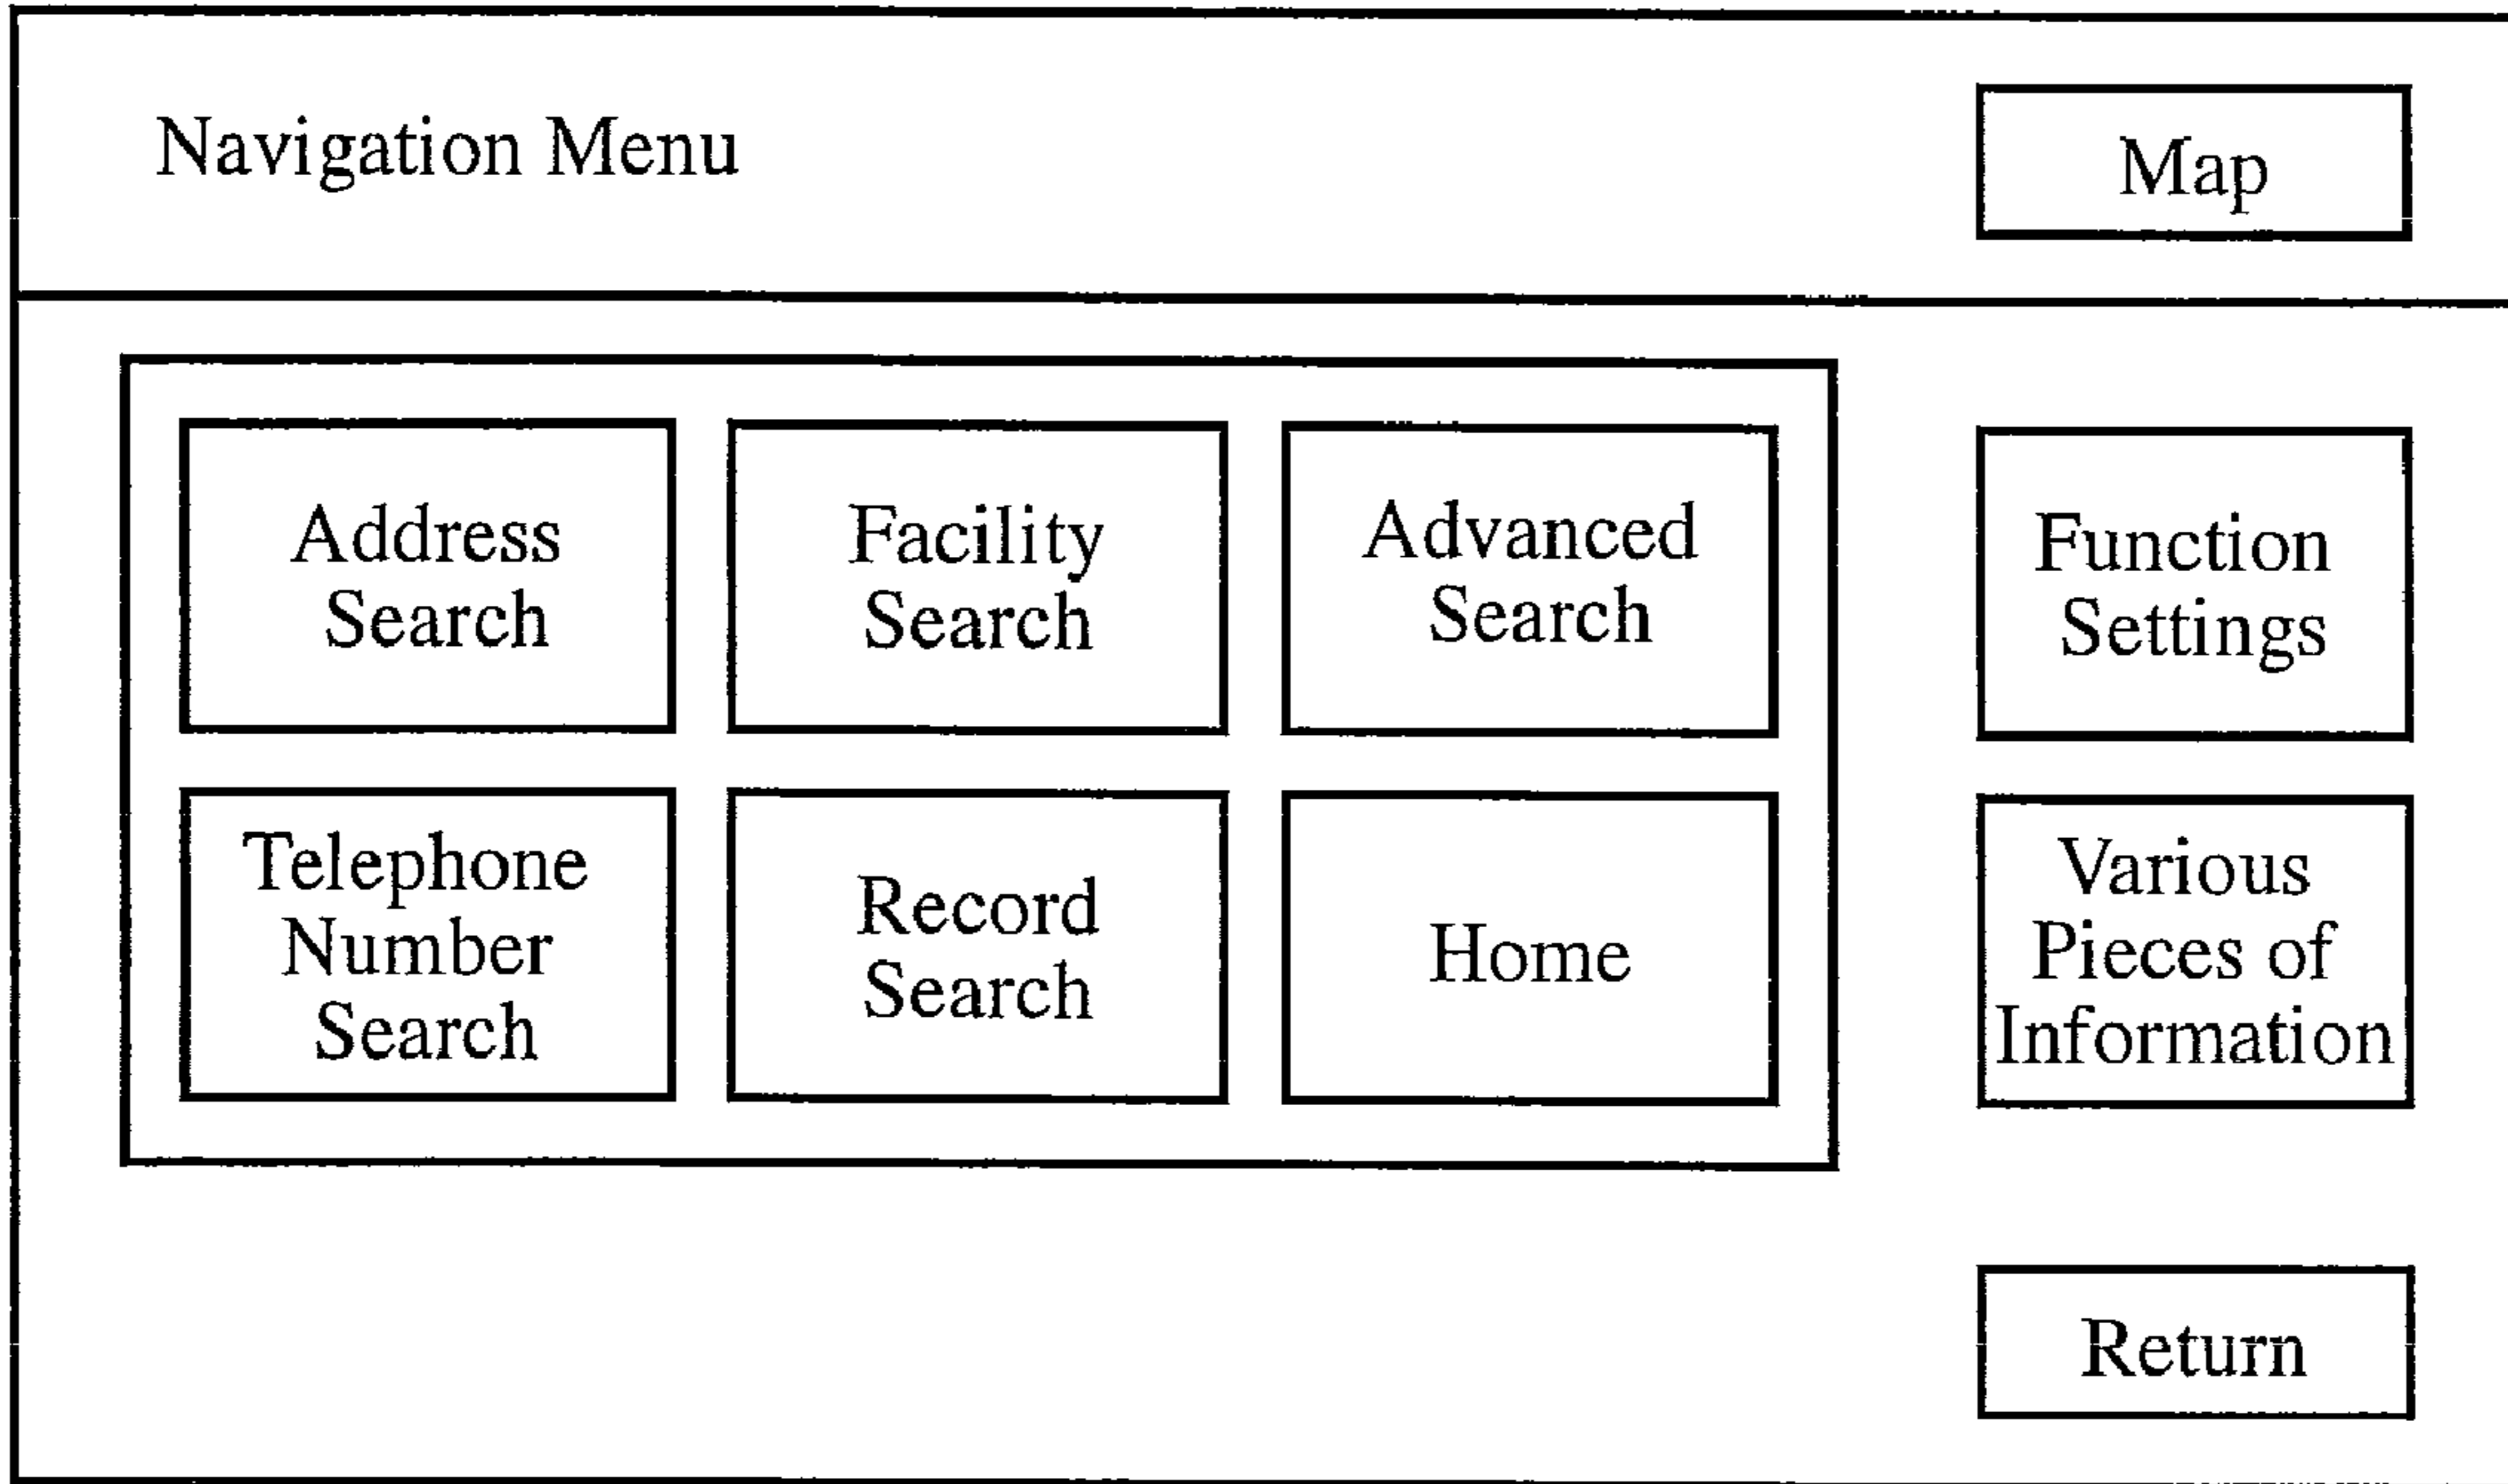 Navigation Menu
Map
Address
Search
Facility
Search
Advanced
Search
Function
Settings
Telephone
Number
Search
Record
Search
Home
Various
Pieces of
Information
Return